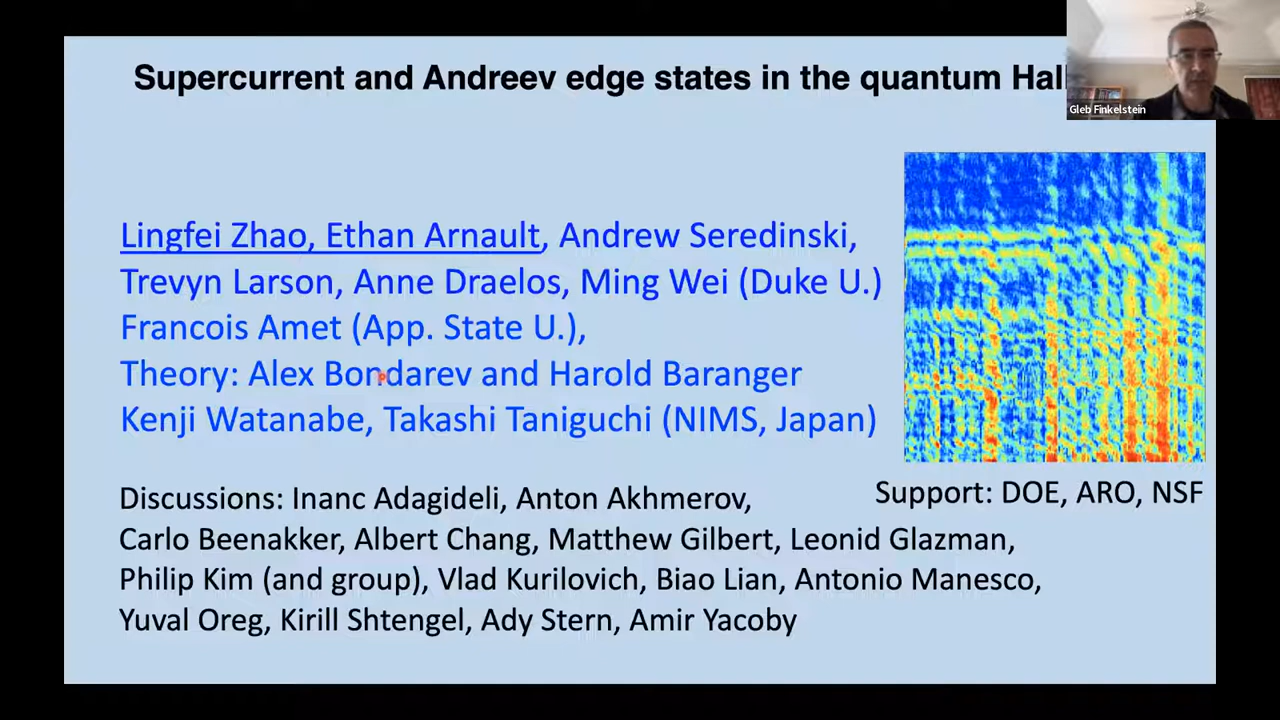 Supercurrent and Andreev edge states in the quantum Hal
Gleb Finkelstein
Lingfei Zhao, Ethan Arnault, Andrew Seredinski,
Trevyn Larson, Anne Draelos, Ming Wei (Duke U.)
Francois Amet (App. State U.),
Theory: Alex Bondarev and Harold Baranger
Kenji Watanabe, Takashi Taniguchi (NIMS, Japan)
Support: DOE, ARO, NSF
Discussions: Inanc Adagideli, Anton Akhmerov,
Carlo Beenakker, Albert Chang, Matthew Gilbert, Leonid Glazman,
Philip Kim (and group), Vlad Kurilovich, Biao Lian, Antonio Manesco,
Yuval Oreg, Kirill Shtengel, Ady Stern, Amir Yacoby